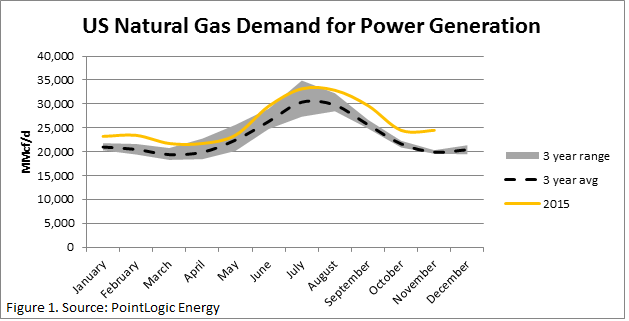 US Natural Gas Demand for Power Generation
40,000
35,000
30,000
25,000
20,000
15,000
10,000
5,000
0
MMcf/d
January
February
March
April
May
June
July
August
September
October
November
December
3 year range
3 year avg
2015
Figure 1. Source: PointLogic Energy